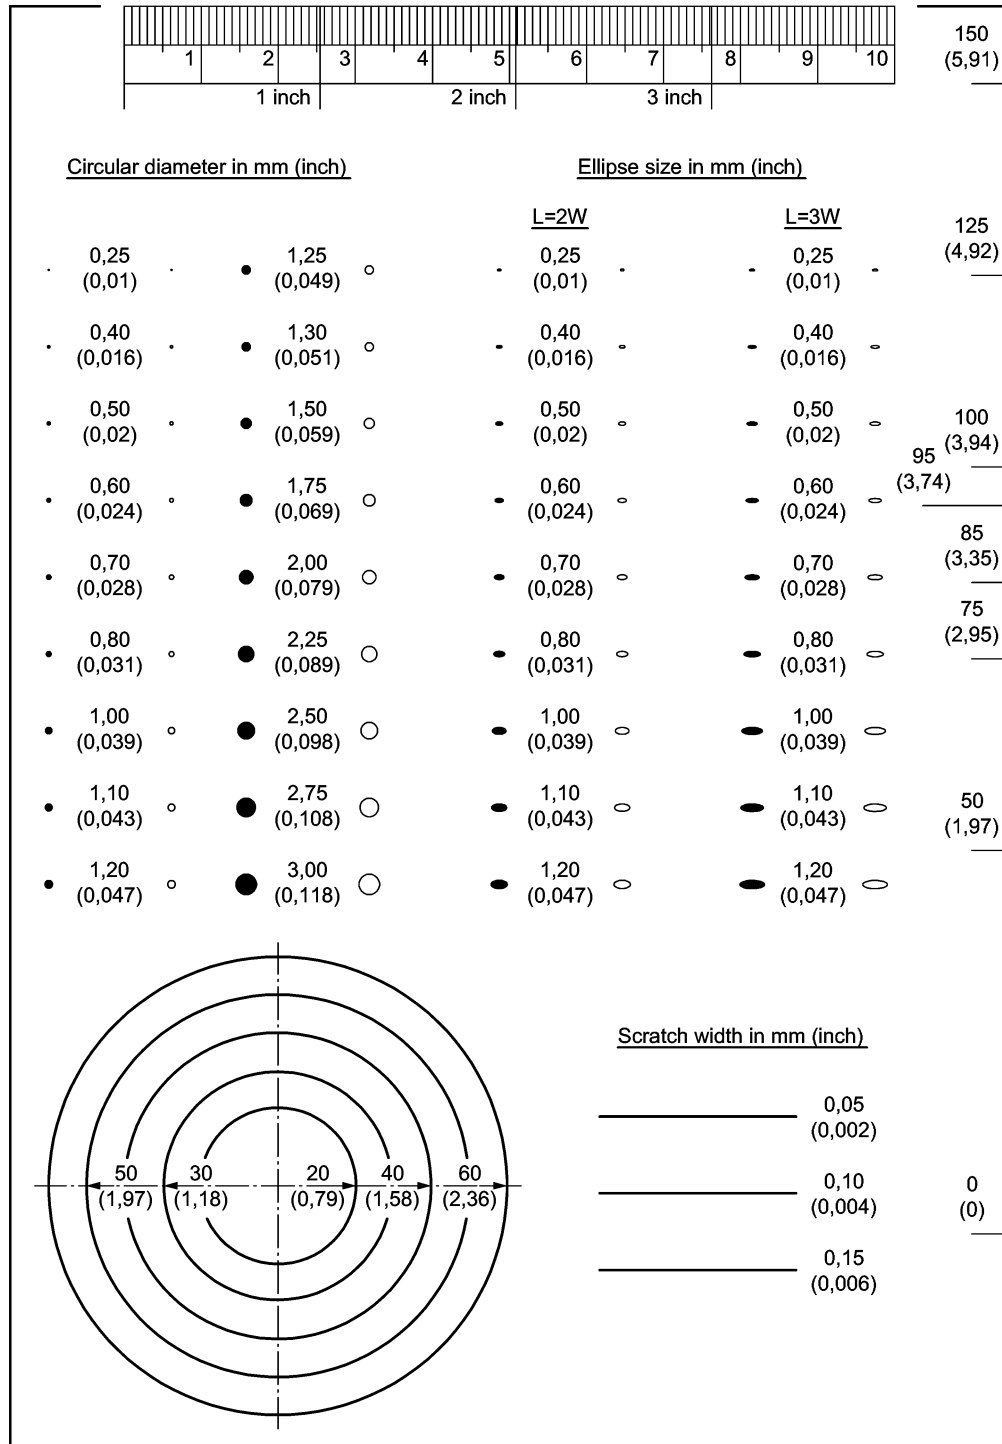 1 2 3 4 5 6 7 8 9 10
1 inch 2 inch 3 inch
150
(5,91)
Circular diameter in mm (inch)
Ellipse size in mm (inch)
L=2W L=3W
125
(4,92)
0,25 1,25 0,25 0,25
(0,01) (0,049) (0,01) (0,01)
0,40 1,30 0,40 0,40
(0,016) (0,051) (0,016) (0,016)
0,50 1,50 0,50 0,50
(0,02) (0,059) (0,02) (0,02)
100
(3,94)
95
(3,74)
0,60 1,75 0,60 0,60
(0,024) (0,069) (0,024) (0,024)
85
(3,35)
0,70 2,00 0,70 0,70
(0,028) (0,079) (0,028) (0,028)
75
(2,95)
0,80 2,25 0,80 0,80
(0,031) (0,089) (0,031) (0,031)
1,00 2,50 1,00 1,00
(0,039) (0,098) (0,039) (0,039)
1,10 2,75 1,10 1,10
(0,043) (0,108) (0,043) (0,043)
50
(1,97)
1,20 3,00 1,20 1,20
(0,047) (0,118) (0,047) (0,047)
50 30 20 40 60
(1,97) (1,18) (0,79) (1,58) (2,36)
Scratch width in mm (inch)
0,05
(0,002)
0,10
(0,004)
0,15
(0,006)
0
(0)